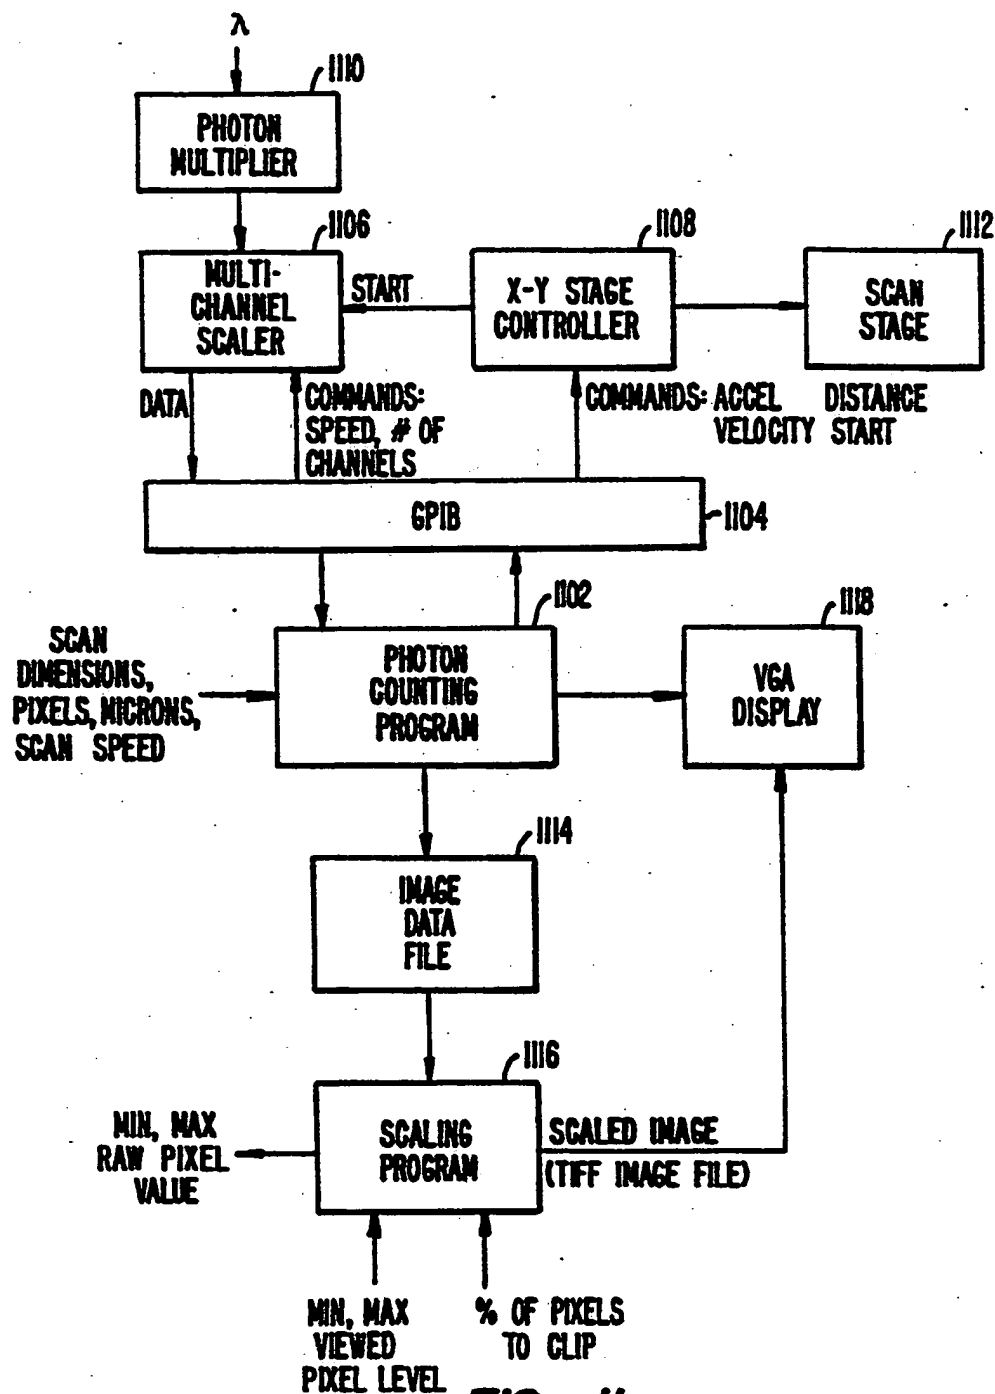 λ
1110
PHOTON
MULTIPLIER
1106
1108
1112
MULTI-
CHANNEL
SCALER
START
X-Y STAGE
CONTROLLER
SCAN
STAGE
DATA
COMMANDS:
SPEED, # OF
CHANNELS
COMMANDS: ACCEL DISTANCE
VELOCITY START
GPIB
1104
1102
1118
SCAN
DIMENSIONS,
PIXELS, MICRONS,
SCAN SPEED
PHOTON
COUNTING
PROGRAM
VGA
DISPLAY
1114
IMAGE
DATA
FILE
1116
MIN, MAX
RAW PIXEL
VALUE
SCALING
PROGRAM
SCALED IMAGE
(TIFF IMAGE FILE)
MIN, MAX
VIEWED
PIXEL LEVEL
% OF PIXELS
TO CLIP